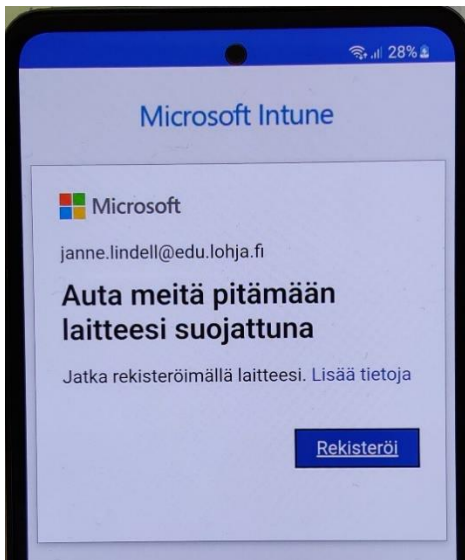 28%
Microsoft Intune
Microsoft
janne.lindell@edu.lohja.fi
Auta meitä pitämään
laitteesi suojattuna
Jatka rekisteröimällä laitteesi. Lisää tietoja
Rekisteröi